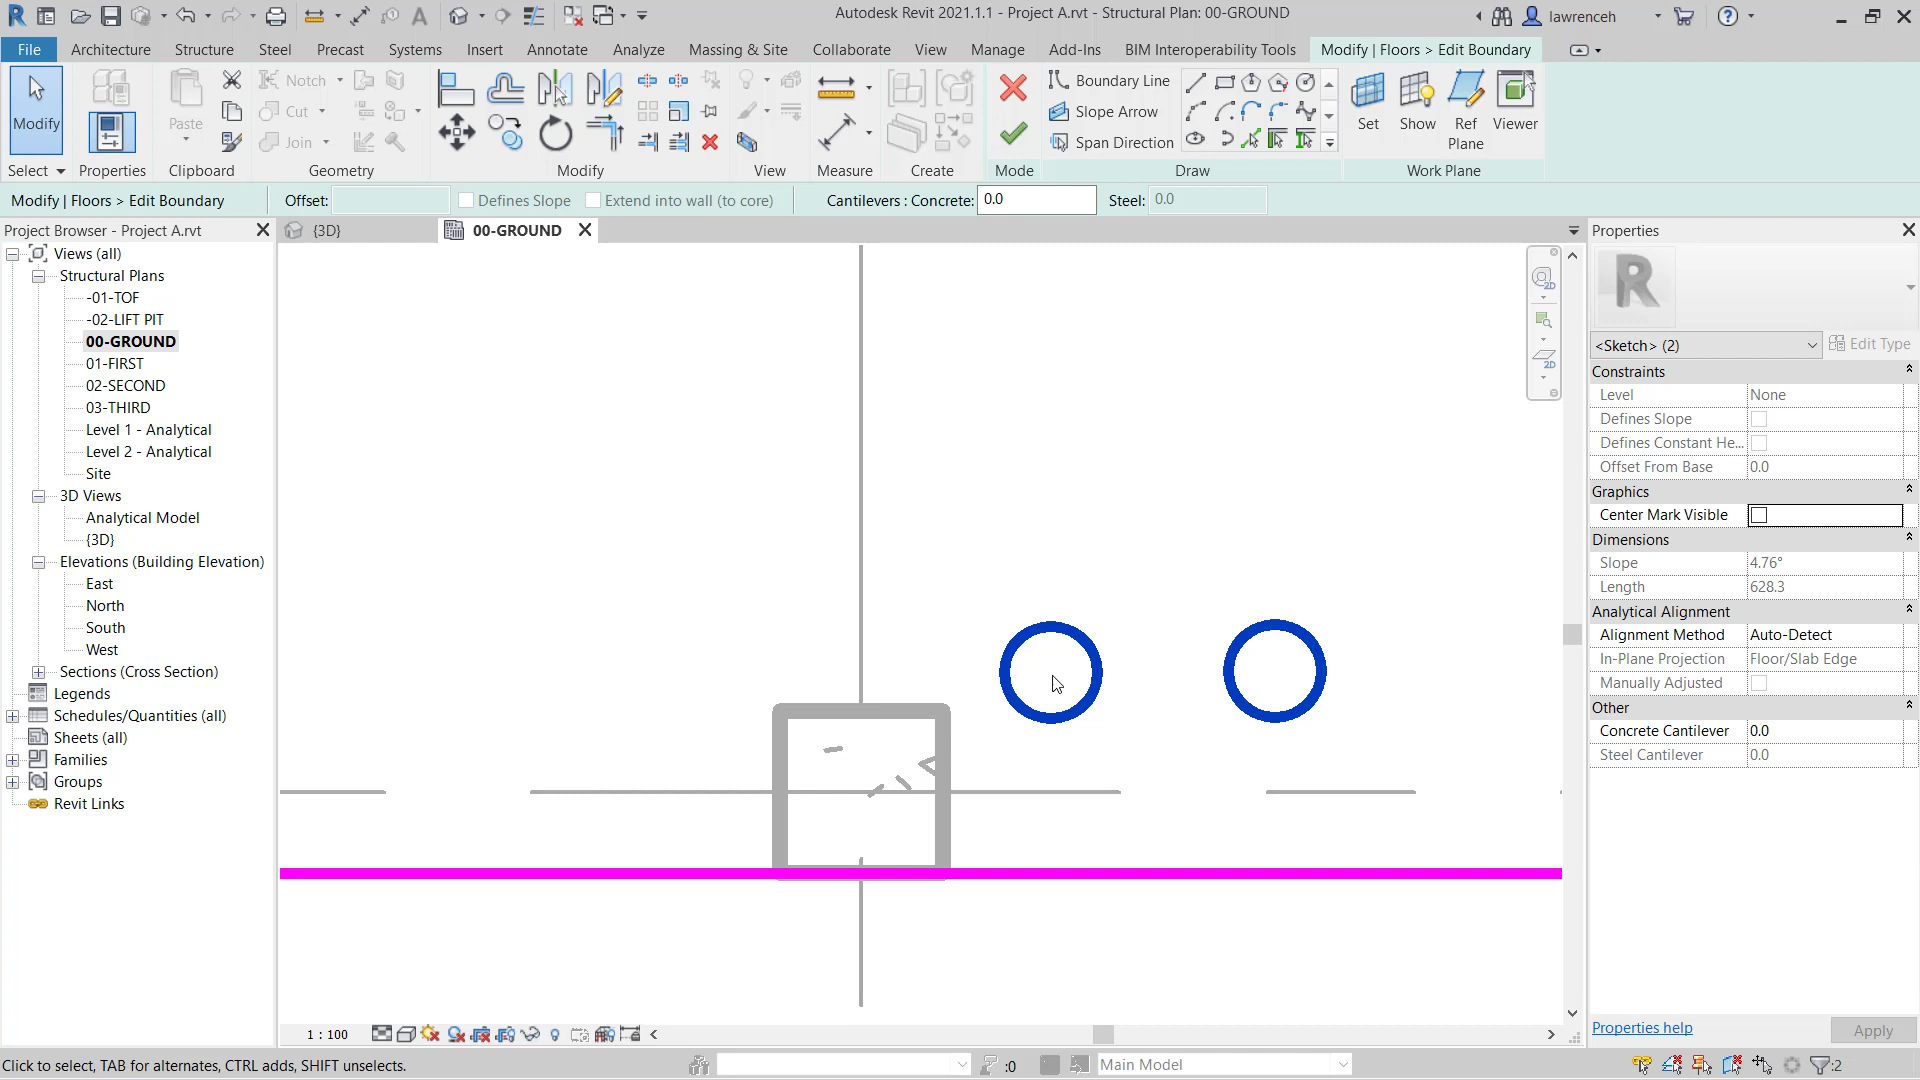 Autodesk Revit 2021.1.1 - Project A.rvt - Structural Plan: 00-GROUND
lawrenceh
File Architecture Structure Steel Precast Systems Insert Annotate Analyze Massing & Site Collaborate View Manage Add-Ins BIM Interoperability Tools Modify | Floors > Edit Boundary
Modify
Paste
Notch
Cut
Join
Boundary Line
Slope Arrow
Span Direction
Set
Show
Ref
Plane
Viewer
Select Properties Clipboard Geometry Modify View Measure Create Mode Draw Work Plane
Modify | Floors > Edit Boundary Offset: Defines Slope Extend into wall (to core) Cantilevers : Concrete: 0.0 Steel: 0.0
Project Browser - Project A.rvt
Views (all)
Structural Plans
-01-TOF
-02-LIFT PIT
00-GROUND
01-FIRST
02-SECOND
03-THIRD
Level 1 - Analytical
Level 2 - Analytical
Site
3D Views
Analytical Model
{3D}
Elevations (Building Elevation)
East
North
South
West
Sections (Cross Section)
Legends
Schedules/Quantities (all)
Sheets (all)
Families
Groups
Revit Links
{3D}
00-GROUND
2D
2D
1 : 100
Properties
R
<Sketch> (2)
Edit Type
Constraints
Level None
Defines Slope
Defines Constant He...
Offset From Base 0.0
Graphics
Center Mark Visible
Dimensions
Slope 4.76°
Length 628.3
Analytical Alignment
Alignment Method Auto-Detect
In-Plane Projection Floor/Slab Edge
Manually Adjusted
Other
Concrete Cantilever 0.0
Steel Cantilever 0.0
Properties help
Apply
Click to select, TAB for alternates, CTRL adds, SHIFT unselects.
:0
Main Model
:2